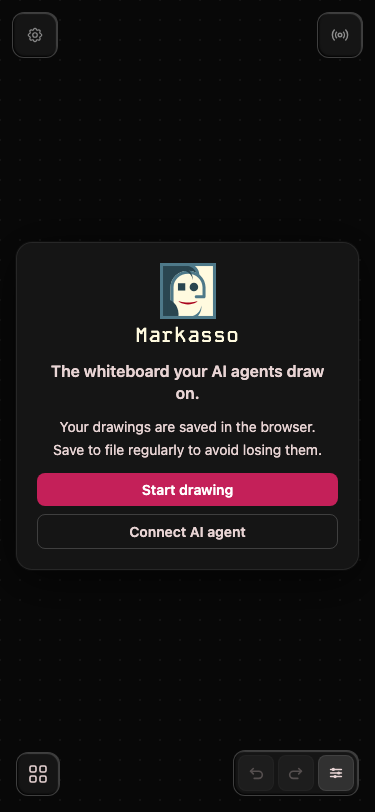 Markasso
The whiteboard your AI agents draw
on.
Your drawings are saved in the browser.
Save to file regularly to avoid losing them.
Start drawing
Connect AI agent